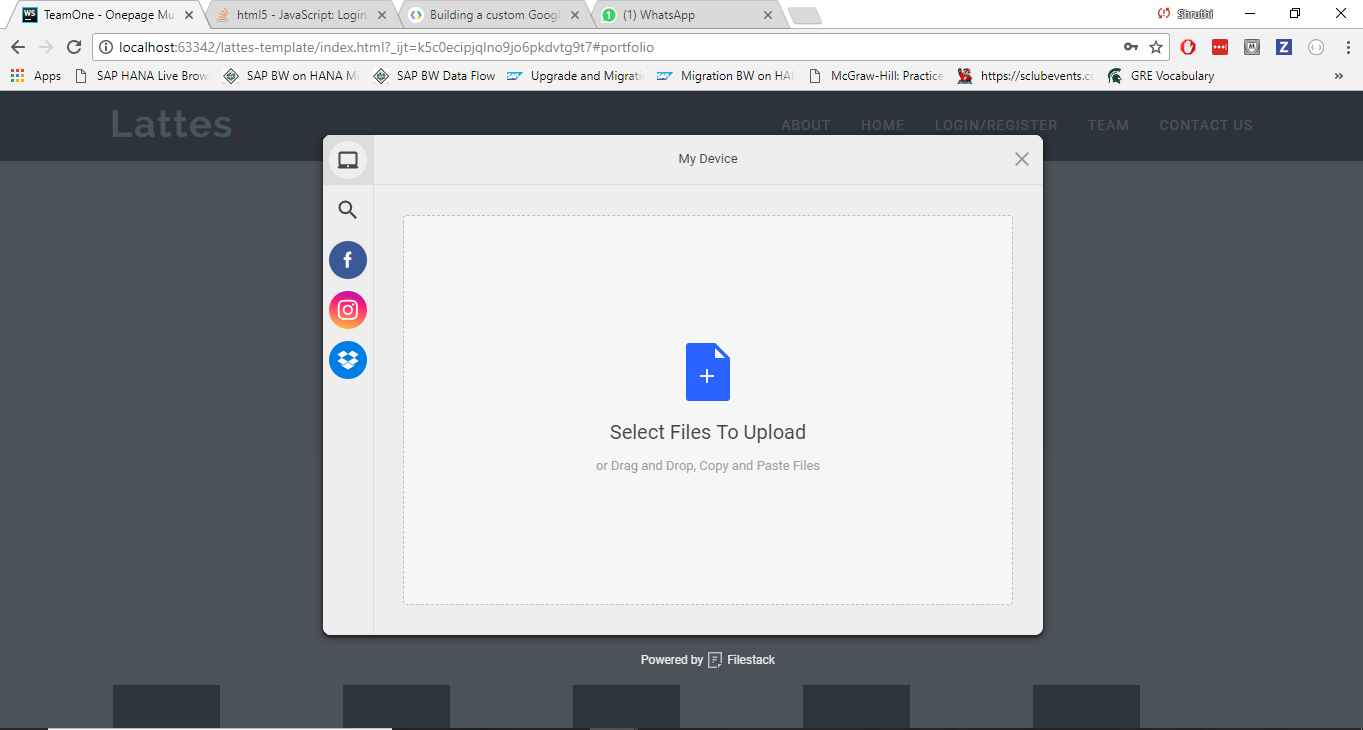 TeamOne - Onepage Mu
html5 - JavaScript: Login
Building a custom Googl
(1) WhatsApp
Shruthi
localhost:63342/lattes-template/index.html?_ijt=k5c0ecipjqlno9jo6pkdvtg9t7#portfolio
Apps
SAP HANA Live Brow
SAP BW on HANA Mi
SAP BW Data Flow
Upgrade and Migrati
Migration BW on HAN
McGraw-Hill: Practice
https://sclubevents.cc
GRE Vocabulary
»
Lattes.
ABOUT HOME LOGIN/REGISTER TEAM CONTACT US
My Device
Select Files To Upload
or Drag and Drop, Copy and Paste Files
Powered by Filestack